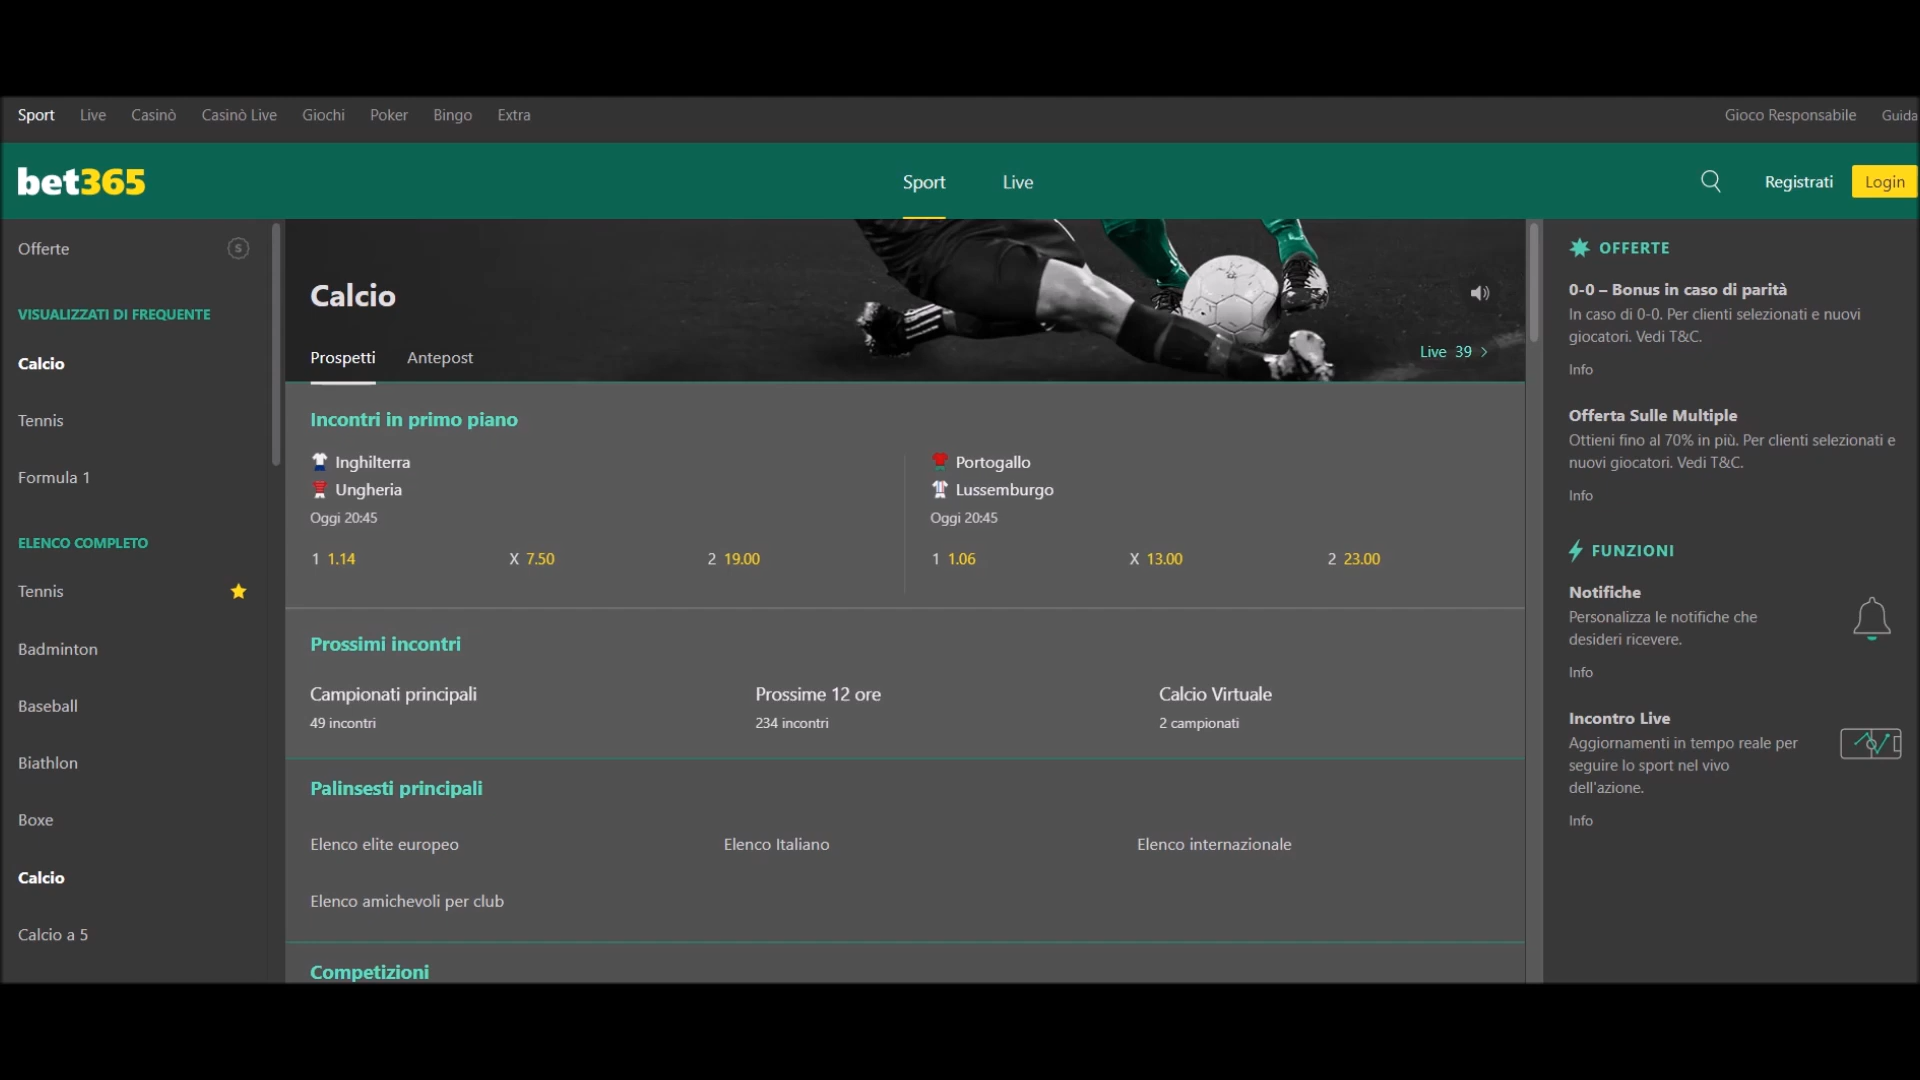 Sport Live Casinò Casinò Live Giochi Poker Bingo Extra Gioco Responsabile Guida
bet365
Sport Live
Registrati Login
Offerte
S
VISUALIZZATI DI FREQUENTE
Calcio
Tennis
Formula 1
ELENCO COMPLETO
Tennis
Badminton
Baseball
Biathlon
Boxe
Calcio
Calcio a 5
Calcio
Prospetti Antepost
Live 39 >
Incontri in primo piano
Inghilterra
Ungheria
Oggi 20:45
1 1.14 X 7.50 2 19.00
Portogallo
Lussemburgo
Oggi 20:45
1 1.06 X 13.00 2 23.00
Prossimi incontri
Campionati principali
49 incontri
Prossime 12 ore
234 incontri
Calcio Virtuale
2 campionati
Palinsesti principali
Elenco elite europeo Elenco Italiano Elenco internazionale
Elenco amichevoli per club
Competizioni
OFFERTE
0-0 – Bonus in caso di parità
In caso di 0-0. Per clienti selezionati e nuovi
giocatori. Vedi T&C.
Info
Offerta Sulle Multiple
Ottieni fino al 70% in più. Per clienti selezionati e
nuovi giocatori. Vedi T&C.
Info
FUNZIONI
Notifiche
Personalizza le notifiche che
desideri ricevere.
Info
Incontro Live
Aggiornamenti in tempo reale per
seguire lo sport nel vivo
dell'azione.
Info